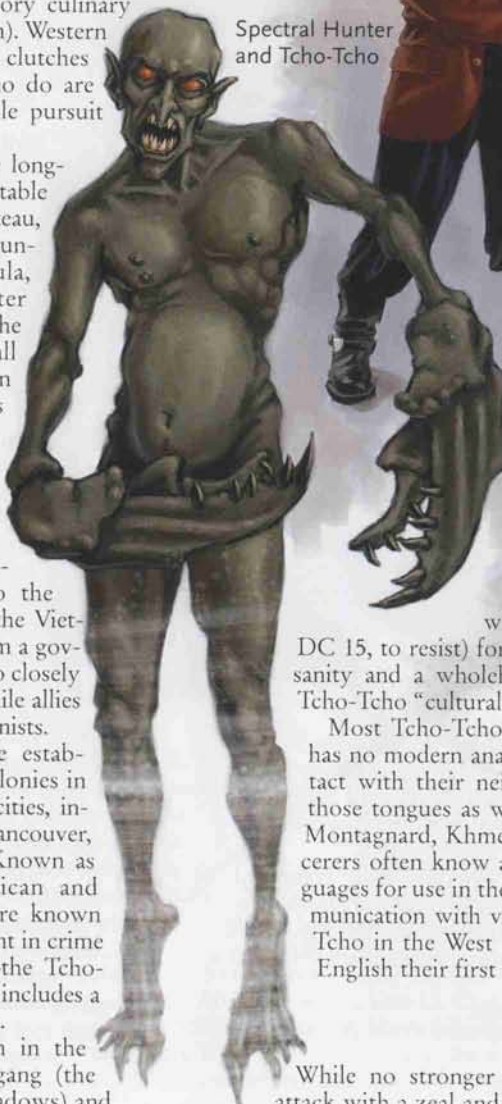 ory culinary
Western
clutches
o do are
le pursuit
long-
table
eau,
un-
ula,
ter
he
all
n
s
o the
the Viet-
m a gov-
o closely
ile allies
nists.
e estab-
lonies in
cities, in-
ancouver,
Known as
ican and
re known
nt in crime
the Tcho-
includes a
n in the
gang (the
dows) and
Spectral Hunter
and Tcho-Tcho
w
DC 15, to resist) for
sanity and a wholel
Tcho-Tcho "cultural
Most Tcho-Tcho
has no modern ana
tact with their nei
those tongues as w
Montagnard, Khme
cerers often know a
guages for use in the
munication with v
Tcho in the West
English their first
While no stronger
attack with a zeal and